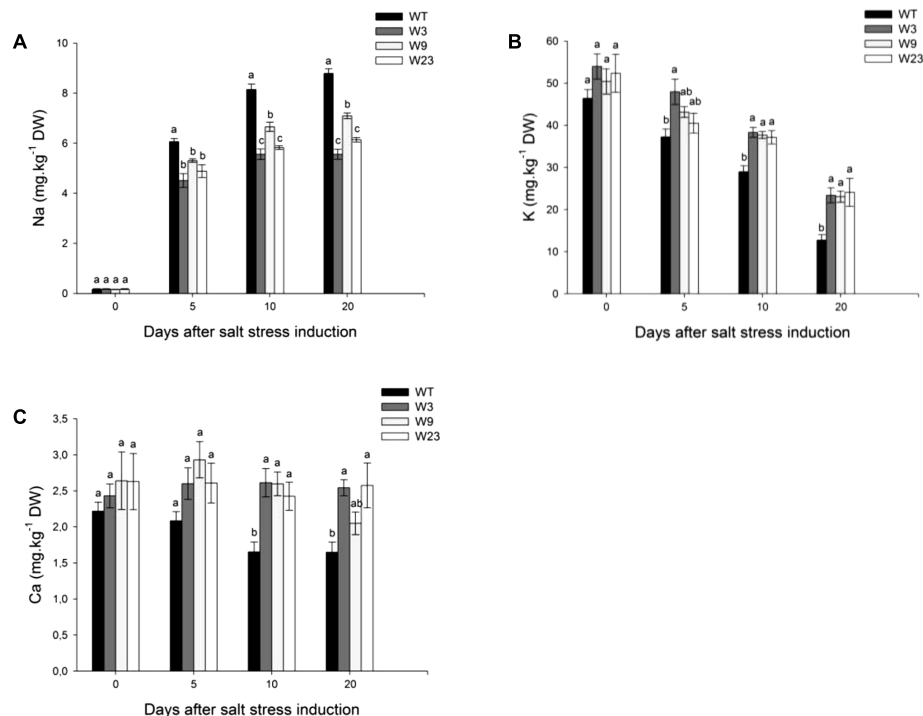 A
WT
W3
W9
W23
10
8
6
4
2
0
Na (mg.kg⁻¹ DW)
a a a a
a b b b
a c b c
a c b c
0 5 10 20
Days after salt stress induction
B
WT
W3
W9
W23
60
50
40
30
20
10
0
K (mg.kg⁻¹ DW)
a a a a
b a ab ab
b a a a
b a a a
0 5 10 20
Days after salt stress induction
C
WT
W3
W9
W23
3,5
3,0
2,5
2,0
1,5
1,0
0,5
0,0
Ca (mg.kg⁻¹ DW)
a a a a
a a a a
b a a a
b a ab a
0 5 10 20
Days after salt stress induction